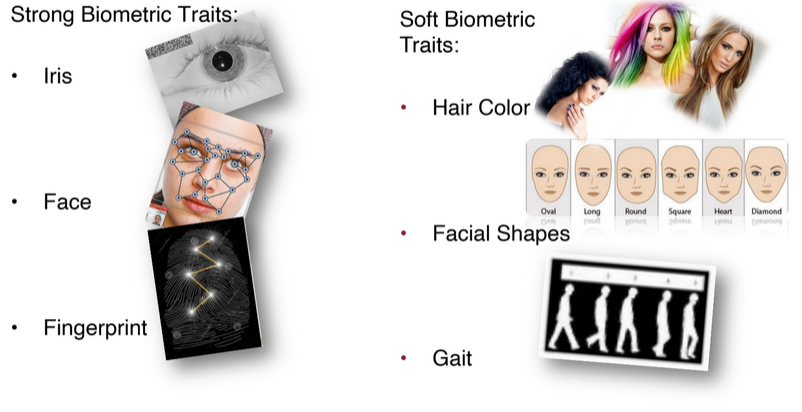 Strong Biometric Traits:
• Iris
• Face
• Fingerprint
Soft Biometric
Traits:
• Hair Color
Oval Long Round Square Heart Diamond
• Facial Shapes
• Gait